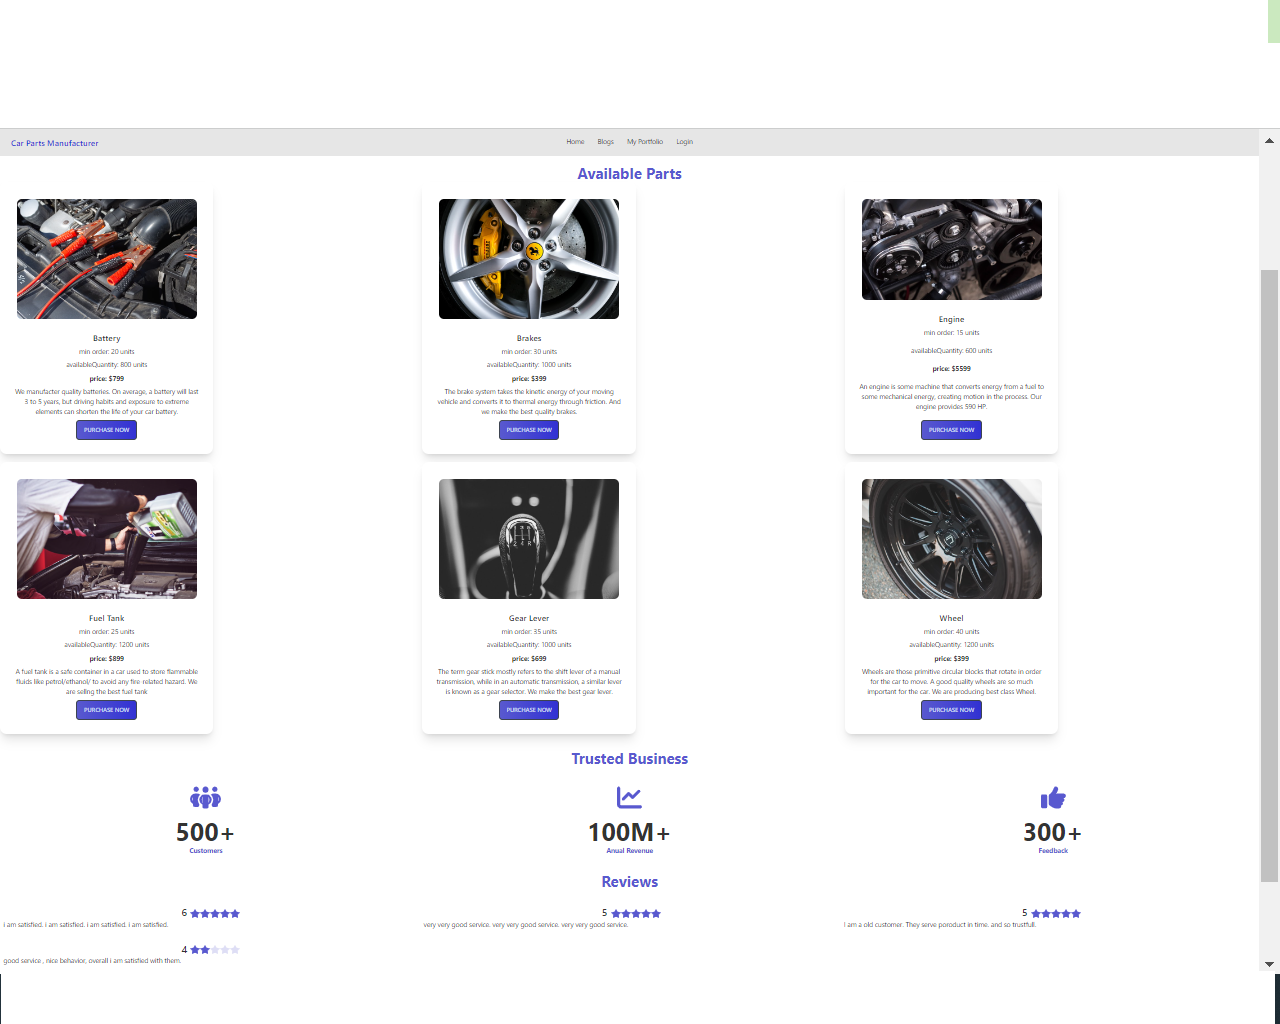 Car Parts Manufacturer
Home
Blogs
My Portfolio
Login
Available Parts
Battery
min order: 20 units
availableQuantity: 800 units
price: $799
We manufacter quality batteries. On average, a battery will last
3 to 5 years, but driving habits and exposure to extreme
elements can shorten the life of your car battery.
PURCHASE NOW
Brakes
min order: 30 units
availableQuantity: 1000 units
price: $399
The brake system takes the kinetic energy of your moving
vehicle and converts it to thermal energy through friction. And
we make the best quality brakes.
PURCHASE NOW
Engine
min order: 15 units
availableQuantity: 600 units
price: $5599
An engine is some machine that converts energy from a fuel to
some mechanical energy, creating motion in the process. Our
engine provides 590 HP.
PURCHASE NOW
Fuel Tank
min order: 25 units
availableQuantity: 1200 units
price: $899
A fuel tank is a safe container in a car used to store flammable
fluids like petrol/ethanol/ to avoid any fire related hazard. We
are selling the best fuel tank
PURCHASE NOW
Gear Lever
min order: 35 units
availableQuantity: 1000 units
price: $699
The term gear stick mostly refers to the shift lever of a manual
transmission, while in an automatic transmission, a similar lever
is known as a gear selector. We make the best gear lever.
PURCHASE NOW
Wheel
min order: 40 units
availableQuantity: 1200 units
price: $399
Wheels are those primitive circular blocks that rotate in order
for the car to move. A good quality wheels are so much
important for the car. We are producing best class Wheel.
PURCHASE NOW
Trusted Business
500+
Customers
100M+
Anual Revenue
300+
Feedback
Reviews
6
i am satisfied. i am satisfied. i am satisfied. i am satisfied.
5
very very good service. very very good service. very very good service.
5
I am a old customer. They serve poroduct in time. and so trustfull.
4
good service , nice behavior, overall i am satisfied with them.